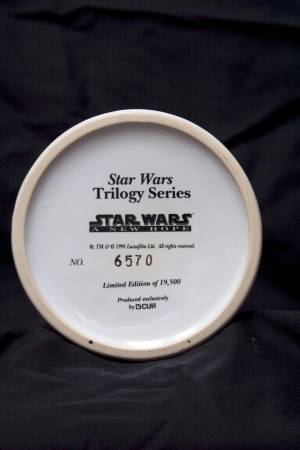 Star Wars
Trilogy Series
STAR WARS
A NEW HOPE
®, TM & © 1994 Lucasfilm Ltd. All rights reserved.
NO. 6570
Limited Edition of 19,500
Produced exclusively
by